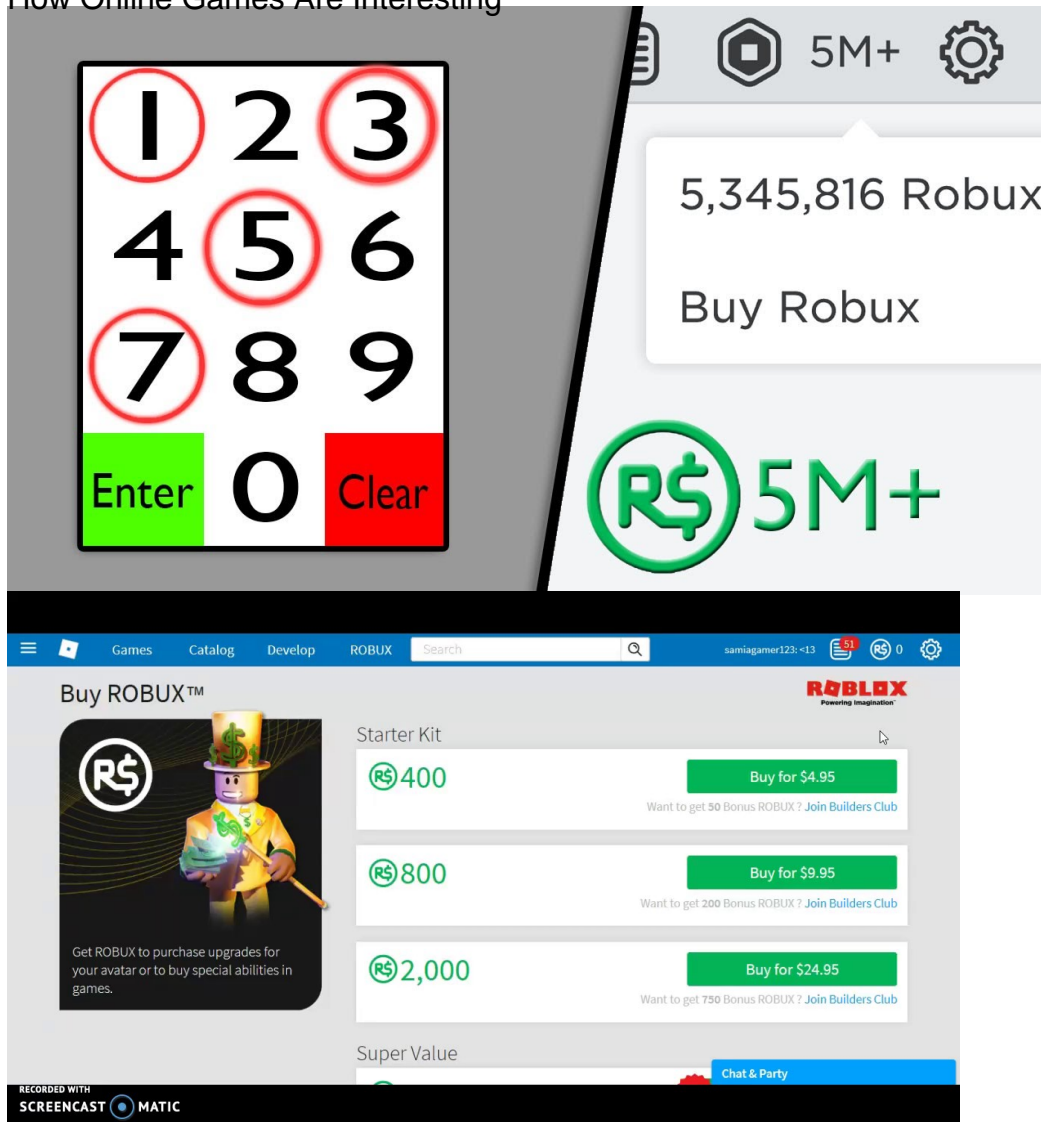 How Online Games Are Interesting
1 2 3
4 5 6
7 8 9
Enter 0 Clear
5M+
5,345,816 Robux
Buy Robux
R$ 5M+
Games Catalog Develop ROBUX Search samiagamer123: <13 51 R$ 0
Buy ROBUX™
ROBLOX
Powering Imagination™
R$
Get ROBUX to purchase upgrades for
your avatar or to buy special abilities in
games.
Starter Kit
R$ 400
Buy for $4.95
Want to get 50 Bonus ROBUX ? Join Builders Club
R$ 800
Buy for $9.95
Want to get 200 Bonus ROBUX ? Join Builders Club
R$ 2,000
Buy for $24.95
Want to get 750 Bonus ROBUX ? Join Builders Club
Super Value
Chat & Party
RECORDED WITH
SCREENCAST MATIC